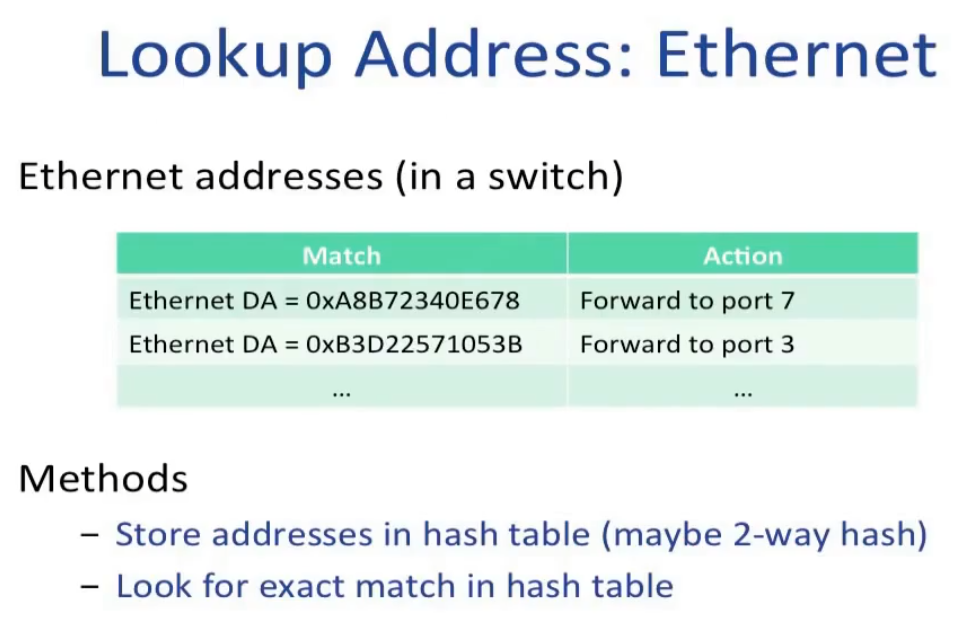 Lookup Address: Ethernet
Ethernet addresses (in a switch)
Match Action
Ethernet DA = 0xA8B72340E678 Forward to port 7
Ethernet DA = 0xB3D22571053B Forward to port 3
... ...
Methods
– Store addresses in hash table (maybe 2-way hash)
– Look for exact match in hash table